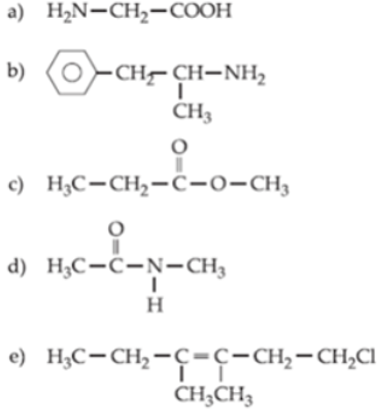 a) H₂N–CH₂–COOH
b) –CH₂–CH–NH₂
CH₃
O
c) H₃C–CH₂–C–O–CH₃
O
d) H₃C–C–N–CH₃
H
e) H₃C–CH₂–C=C–CH₂–CH₂Cl
CH₃CH₃